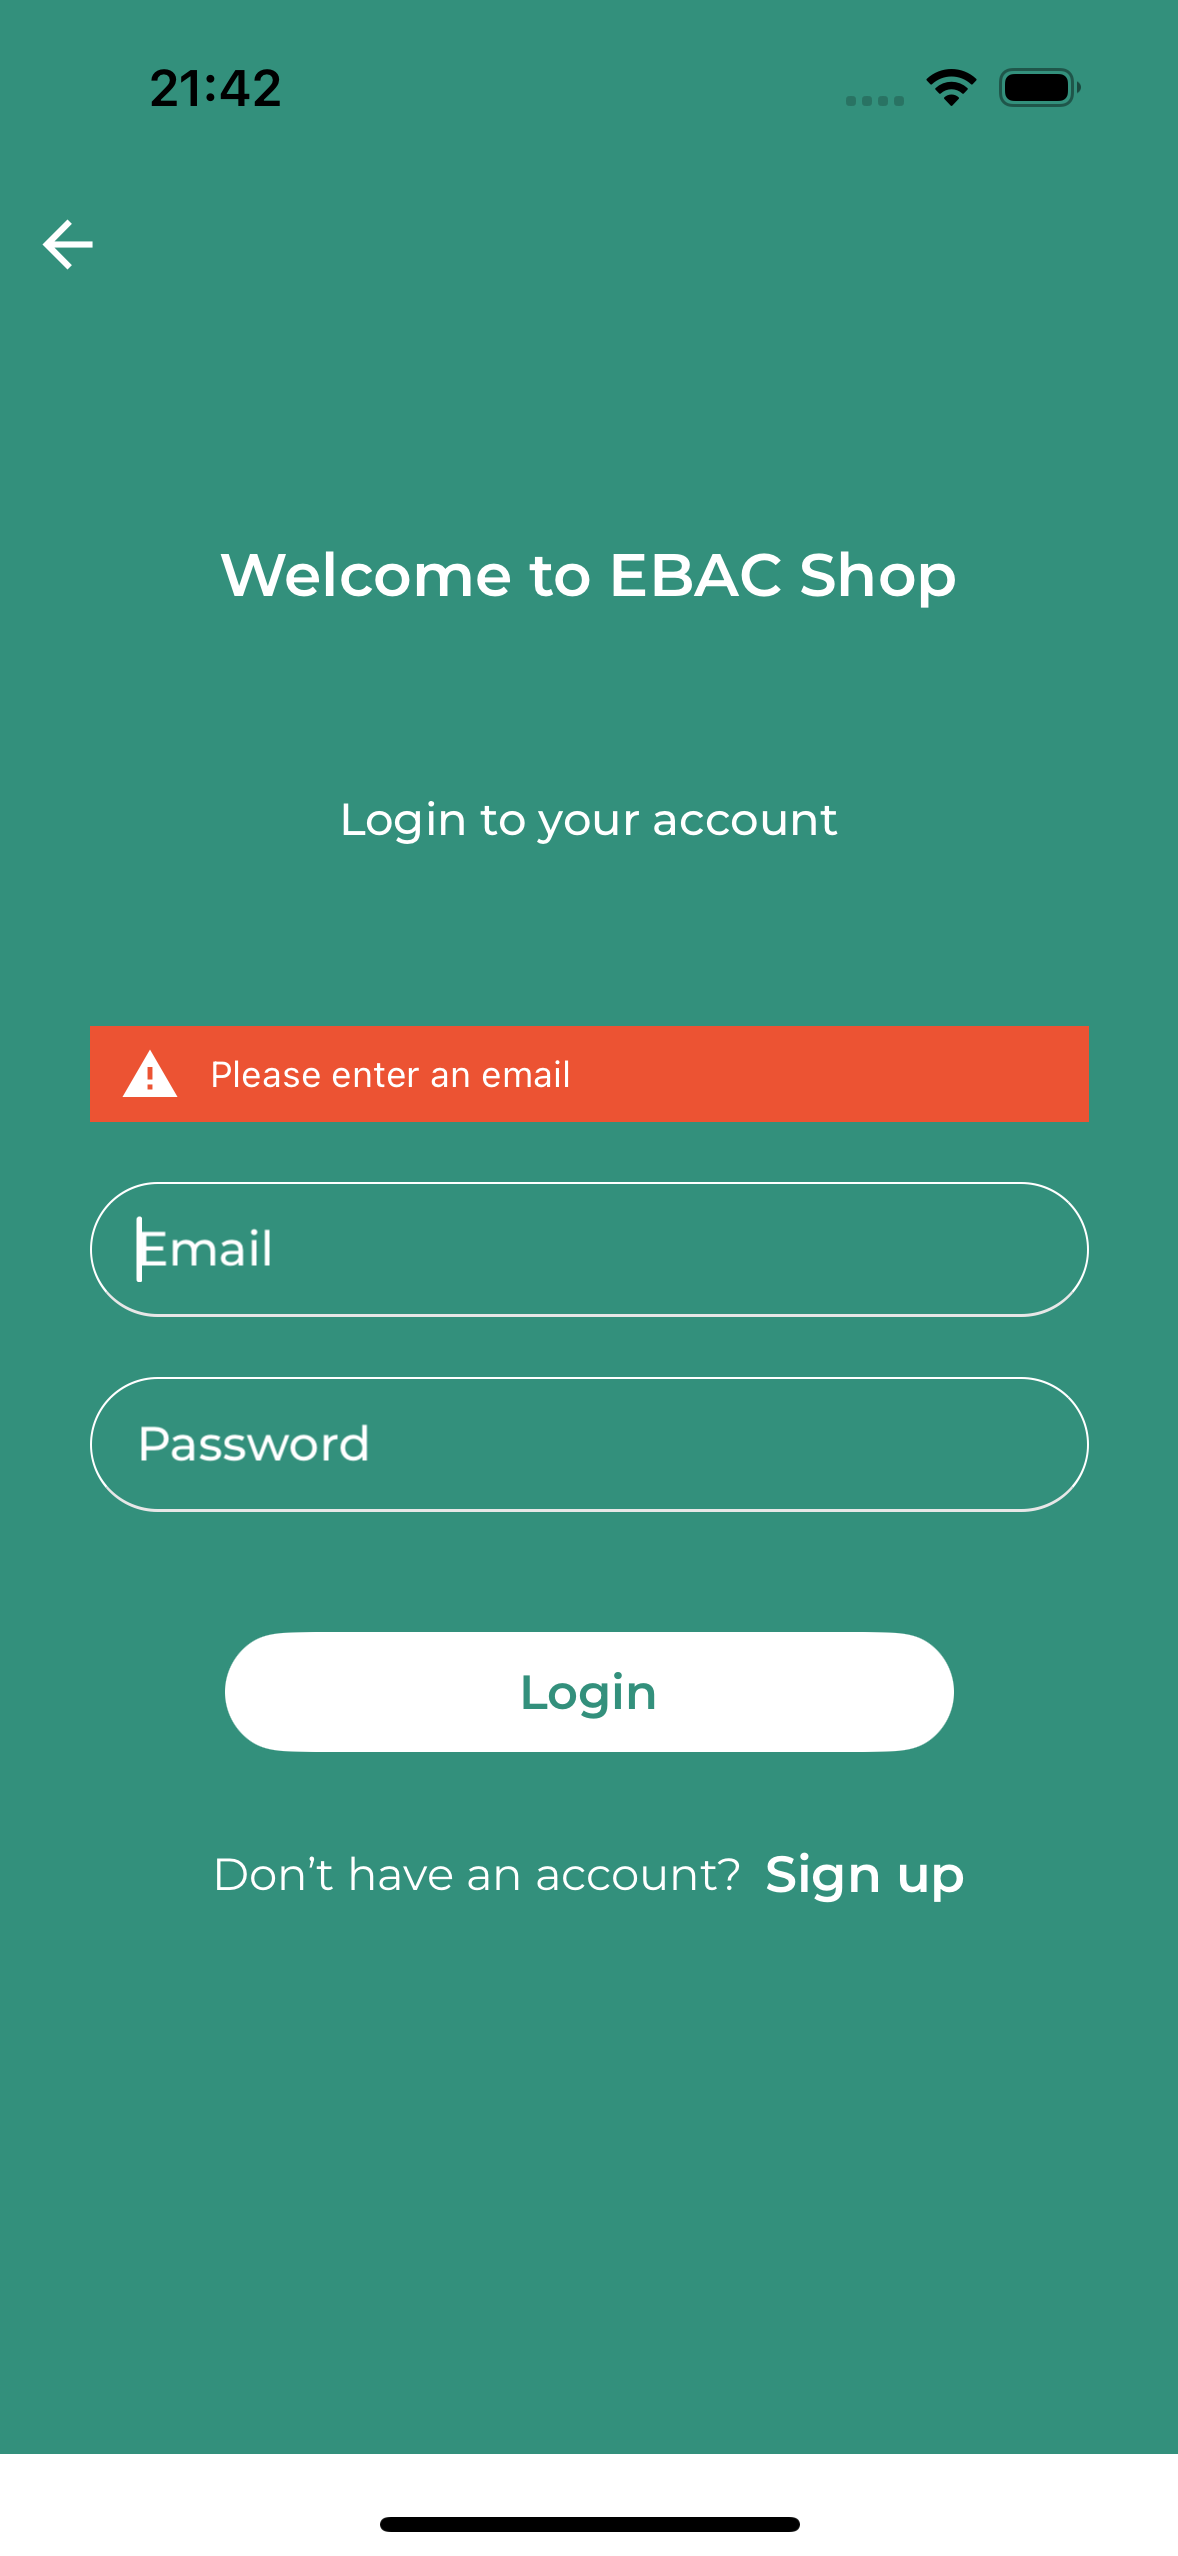 21:42
Welcome to EBAC Shop
Login to your account
Please enter an email
Email
Password
Login
Don’t have an account? Sign up